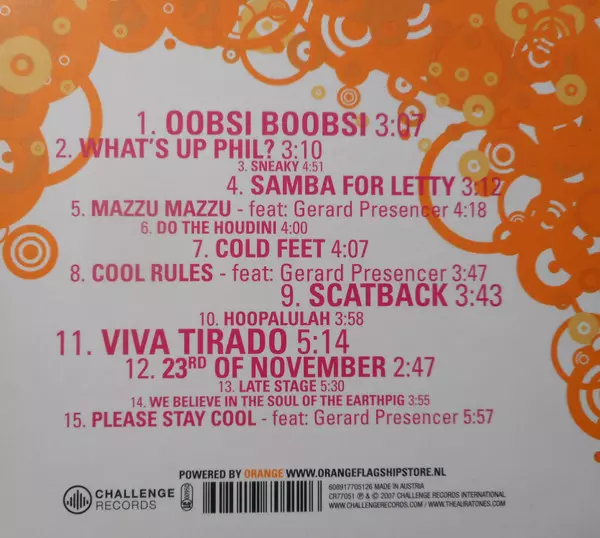 1. OOBSI BOOBSI 3:07
2. WHAT'S UP PHIL? 3:10
3. SNEAKY 4:51
4. SAMBA FOR LETTY 3:12
5. MAZZU MAZZU - feat: Gerard Presencer 4:18
6. DO THE HOUDINI 4:00
7. COLD FEET 4:07
8. COOL RULES - feat: Gerard Presencer 3:47
9. SCATBACK 3:43
10. HOOPALULAH 3:58
11. VIVA TIRADO 5:14
12. 23RD OF NOVEMBER 2:47
13. LATE STAGE 5:30
14. WE BELIEVE IN THE SOUL OF THE EARTHPIG 3:55
15. PLEASE STAY COOL - feat: Gerard Presencer 5:57
POWERED BY ORANGE WWW.ORANGEFLAGSHIPSTORE.NL
CHALLENGE RECORDS
608917705126 MADE IN AUSTRIA
CR77051 ℗ & © 2007 CHALLENGE RECORDS INTERNATIONAL
WWW.CHALLENGERECORDS.COM / WWW.THEAURATONES.COM